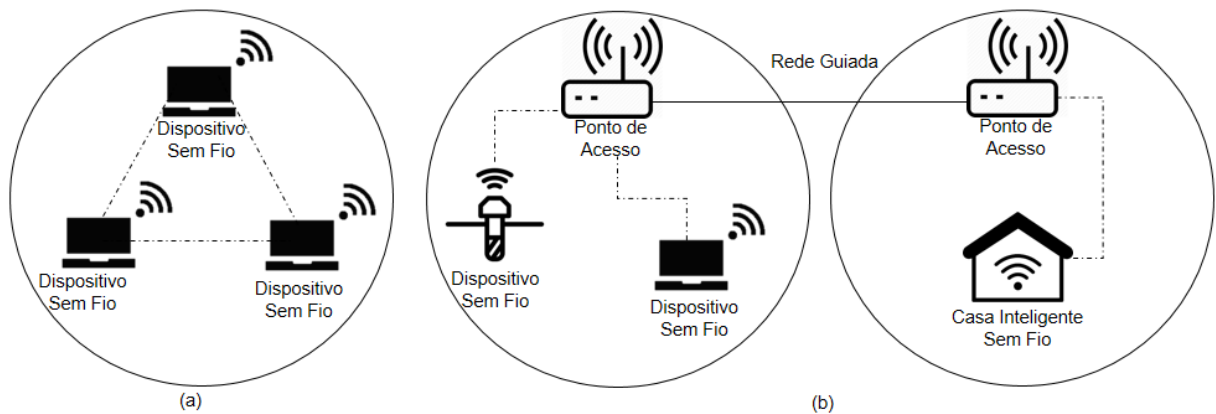 Dispositivo
Sem Fio
Dispositivo
Sem Fio
Dispositivo
Sem Fio
(a)
Rede Guiada
Ponto de
Acesso
Ponto de
Acesso
Dispositivo
Sem Fio
Dispositivo
Sem Fio
Casa Inteligente
Sem Fio
(b)